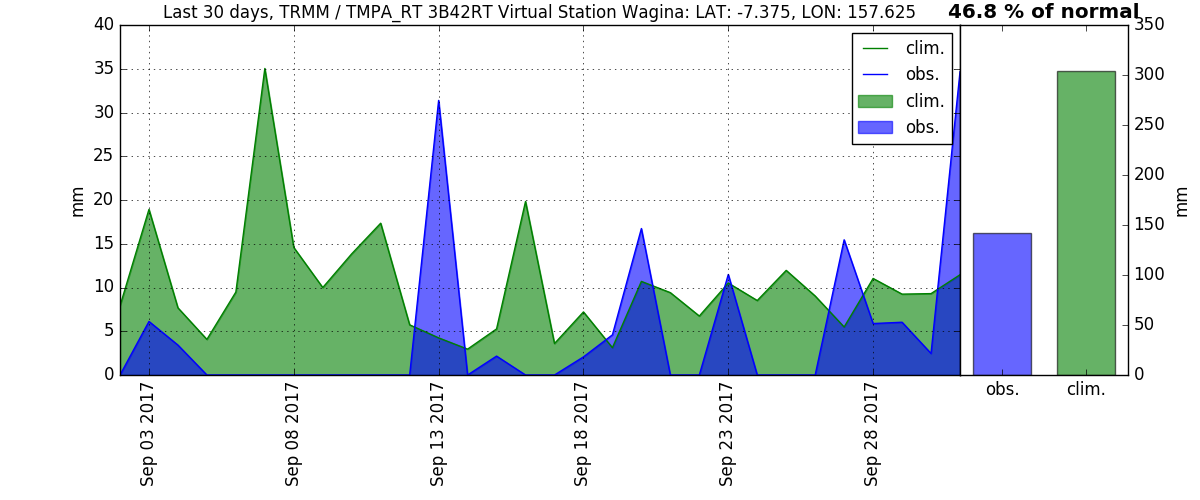 Last 30 days, TRMM / TMPA_RT 3B42RT Virtual Station Wagina: LAT: -7.375, LON: 157.625
46.8 % of normal
mm
40
35
30
25
20
15
10
5
0
clim.
obs.
clim.
obs.
Sep 03 2017
Sep 08 2017
Sep 13 2017
Sep 18 2017
Sep 23 2017
Sep 28 2017
350
300
250
200
150
100
50
0
mm
obs.
clim.